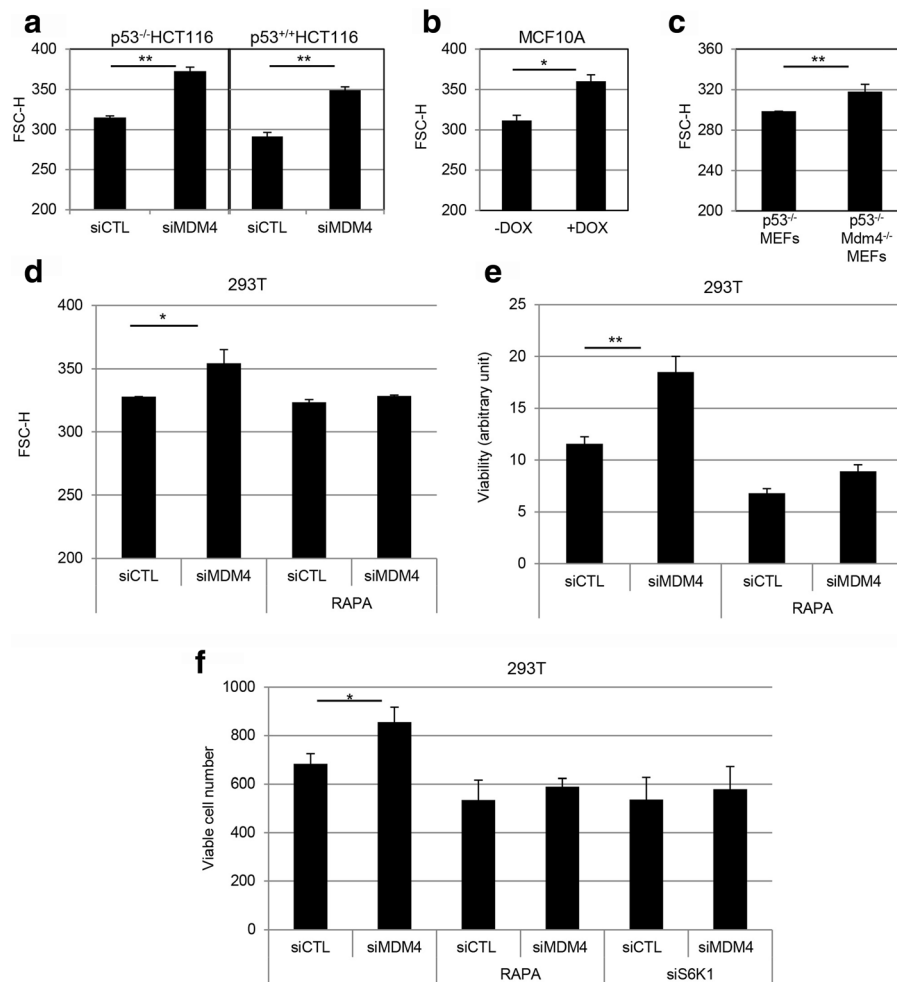 a
p53-/-HCT116 p53+/+HCT116
** **
400
350
300
250
200
FSC-H
siCTL siMDM4 siCTL siMDM4
b
MCF10A
*
400
350
300
250
200
FSC-H
-DOX +DOX
c
**
360
320
280
240
200
FSC-H
p53-/- MEFs
p53-/- Mdm4-/- MEFs
d
293T
*
400
350
300
250
200
FSC-H
siCTL siMDM4 siCTL siMDM4
RAPA
e
293T
**
25
20
15
10
5
0
Viability (arbitrary unit)
siCTL siMDM4 siCTL siMDM4
RAPA
f
293T
*
1000
800
600
400
200
0
Viable cell number
siCTL siMDM4 siCTL siMDM4 siCTL siMDM4
RAPA siS6K1